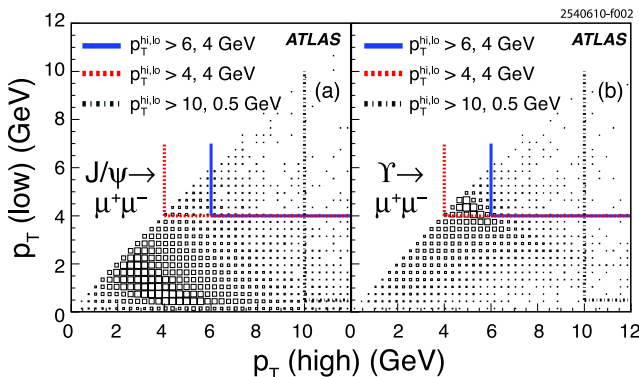 2540610-f002
p_T^{hi,lo} > 6, 4 GeV
ATLAS
p_T^{hi,lo} > 4, 4 GeV
p_T^{hi,lo} > 10, 0.5 GeV
(a)
J/ψ→
μ⁺μ⁻
p_T^{hi,lo} > 6, 4 GeV
ATLAS
p_T^{hi,lo} > 4, 4 GeV
p_T^{hi,lo} > 10, 0.5 GeV
(b)
ϒ→
μ⁺μ⁻
p_T (low) (GeV)
12
10
8
6
4
2
0
0 2 4 6 8 10 0 2 4 6 8 10 12
p_T (high) (GeV)